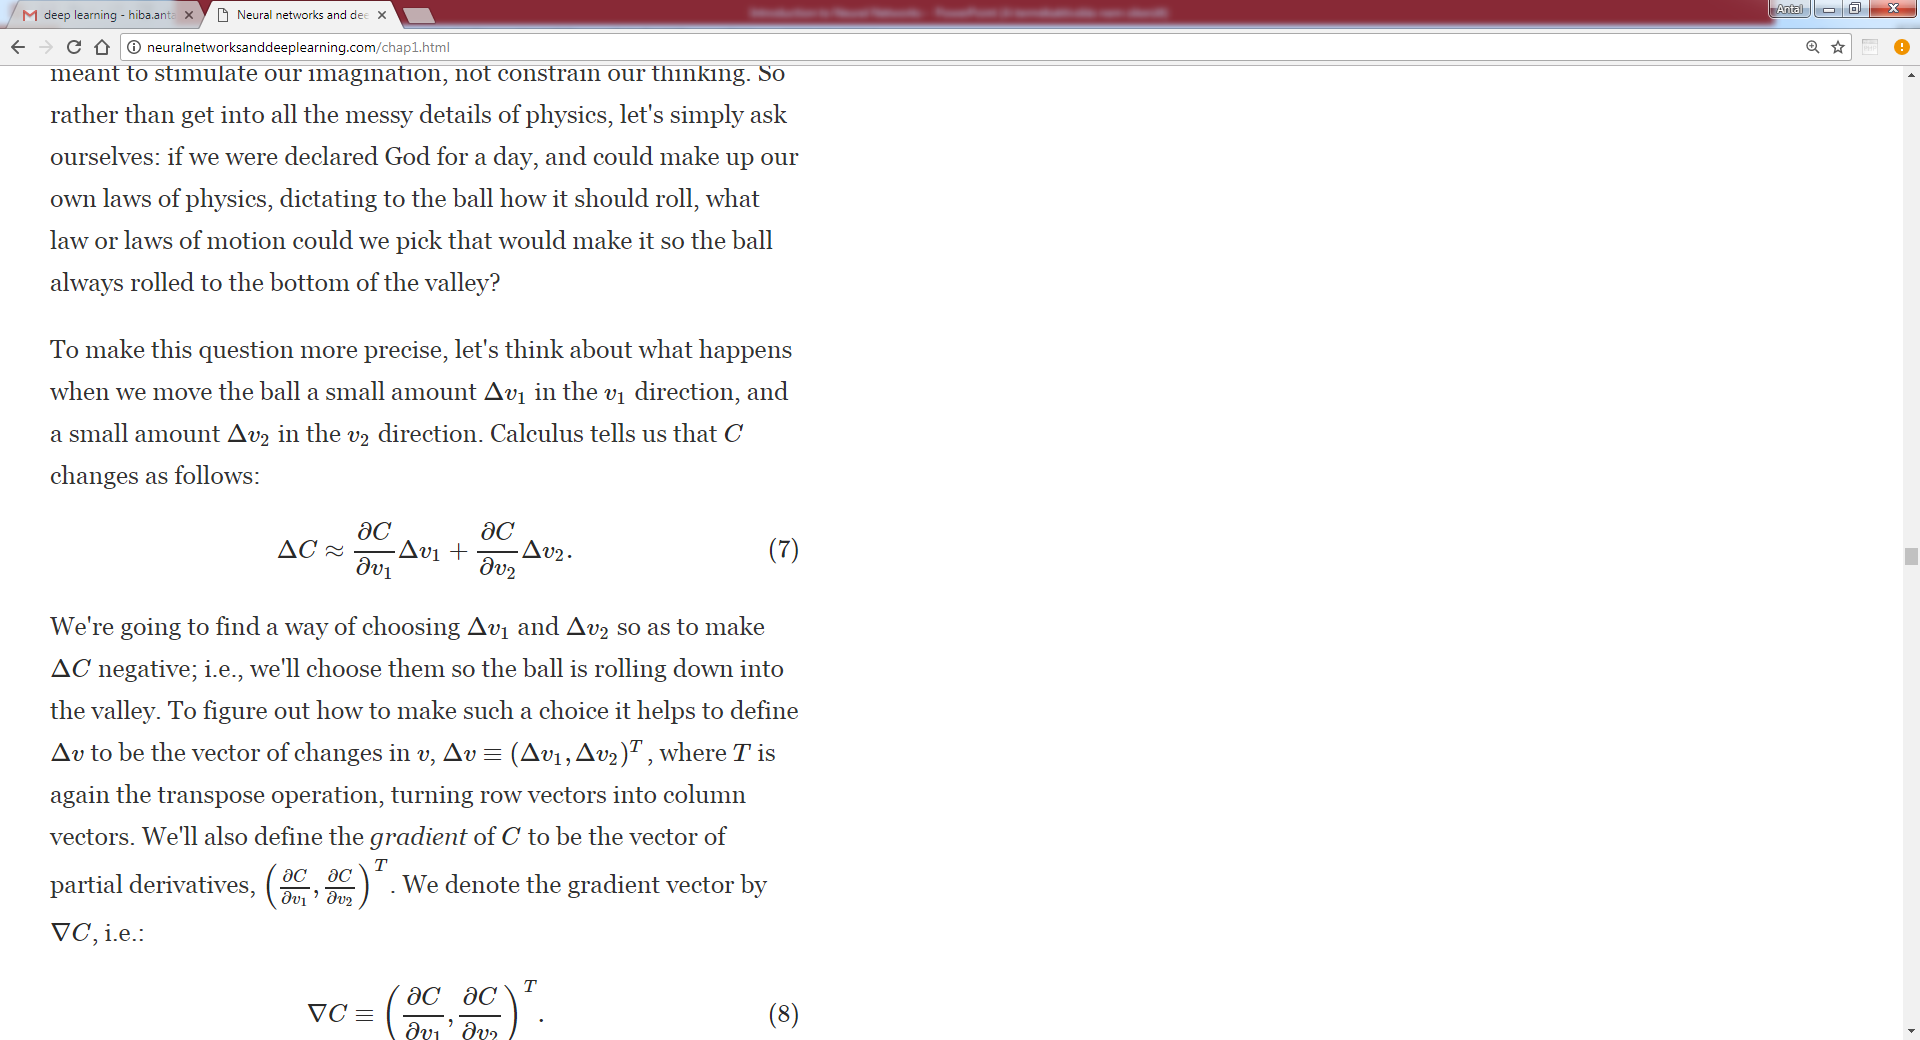 deep learning - hiba.anta
Neural networks and dee
Introduction to Neural Networks - PowerPoint
Antal
neuralnetworksanddeeplearning.com/chap1.html
meant to stimulate our imagination, not constrain our thinking. So
rather than get into all the messy details of physics, let's simply ask
ourselves: if we were declared God for a day, and could make up our
own laws of physics, dictating to the ball how it should roll, what
law or laws of motion could we pick that would make it so the ball
always rolled to the bottom of the valley?
To make this question more precise, let's think about what happens
when we move the ball a small amount Δv₁ in the v₁ direction, and
a small amount Δv₂ in the v₂ direction. Calculus tells us that C
changes as follows:
ΔC ≈ ∂C/∂v₁ Δv₁ + ∂C/∂v₂ Δv₂. (7)
We're going to find a way of choosing Δv₁ and Δv₂ so as to make
ΔC negative; i.e., we'll choose them so the ball is rolling down into
the valley. To figure out how to make such a choice it helps to define
Δv to be the vector of changes in v, Δv ≡ (Δv₁, Δv₂)ᵀ, where T is
again the transpose operation, turning row vectors into column
vectors. We'll also define the gradient of C to be the vector of
partial derivatives, (∂C/∂v₁, ∂C/∂v₂)ᵀ. We denote the gradient vector by
∇C, i.e.:
∇C ≡ (∂C/∂v₁, ∂C/∂v₂)ᵀ. (8)